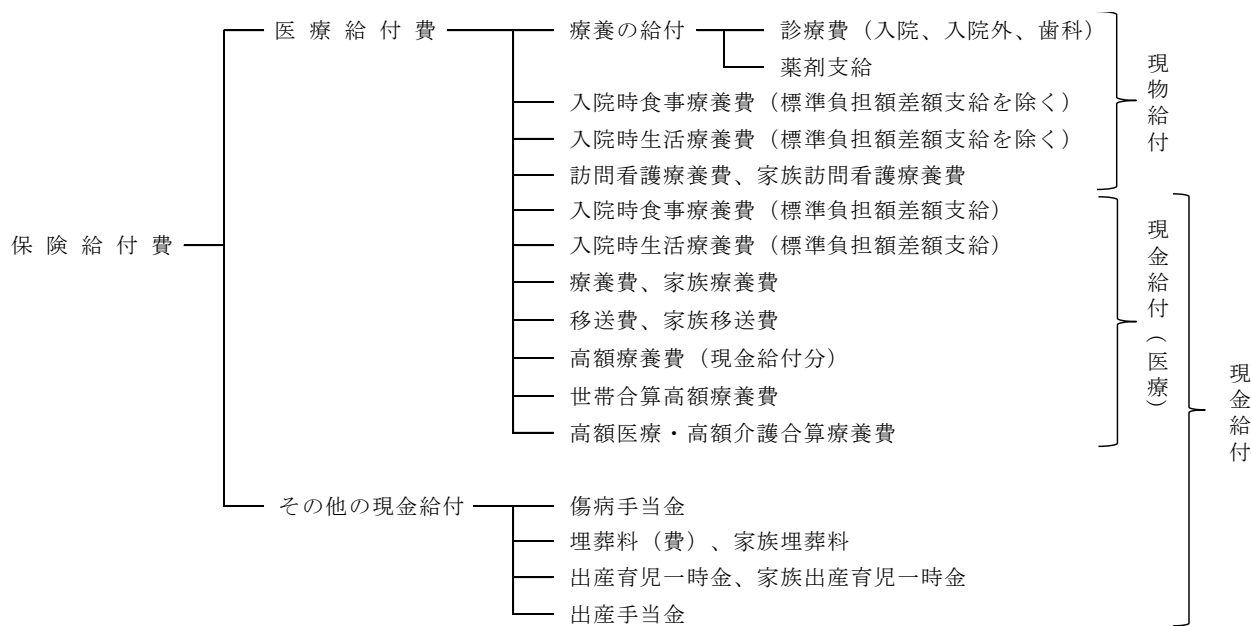 保険給付費
医療給付費
療養の給付
診療費（入院、入院外、歯科）
薬剤支給
入院時食事療養費（標準負担額差額支給を除く）
入院時生活療養費（標準負担額差額支給を除く）
訪問看護療養費、家族訪問看護療養費
現物給付
入院時食事療養費（標準負担額差額支給）
入院時生活療養費（標準負担額差額支給）
療養費、家族療養費
移送費、家族移送費
高額療養費（現金給付分）
世帯合算高額療養費
高額医療・高額介護合算療養費
現金給付（医療）
その他の現金給付
傷病手当金
埋葬料（費）、家族埋葬料
出産育児一時金、家族出産育児一時金
出産手当金
現金給付